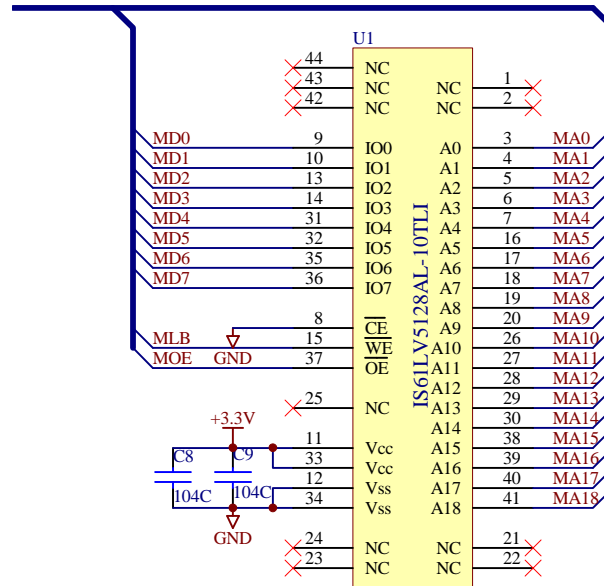 U1
44 NC
43 NC NC 1
42 NC NC 2
MD0 9 IO0 A0 3 MA0
MD1 10 IO1 A1 4 MA1
MD2 13 IO2 A2 5 MA2
MD3 14 IO3 A3 6 MA3
MD4 31 IO4 A4 7 MA4
MD5 32 IO5 A5 16 MA5
MD6 35 IO6 A6 17 MA6
MD7 36 IO7 A7 18 MA7
A8 19 MA8
8 CE A9 20 MA9
MLB GND 15 WE A10 26 MA10
MOE 37 OE A11 27 MA11
A12 28 MA12
25 NC A13 29 MA13
+3.3V A14 30 MA14
11 Vcc A15 38 MA15
C8 C9 33 Vcc A16 39 MA16
104C 104C 12 Vss A17 40 MA17
34 Vss A18 41 MA18
GND
24 NC NC 21
23 NC NC 22
IS61LV5128AL-10TLI